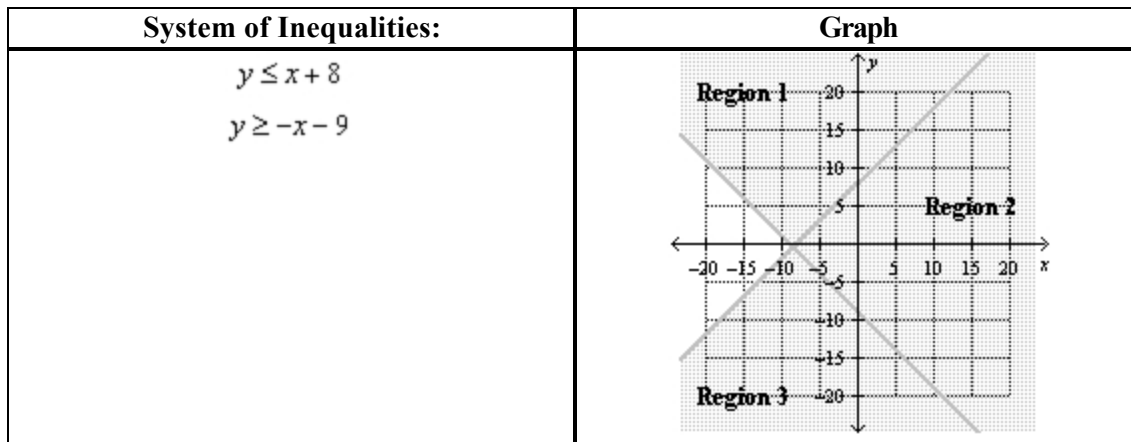 System of Inequalities:
Graph
y ≤ x + 8
y ≥ −x − 9
y
Region 1
20
15
10
5
Region 2
−20 −15 −10 −5 5 10 15 20 x
−5
−10
−15
Region 3
−20